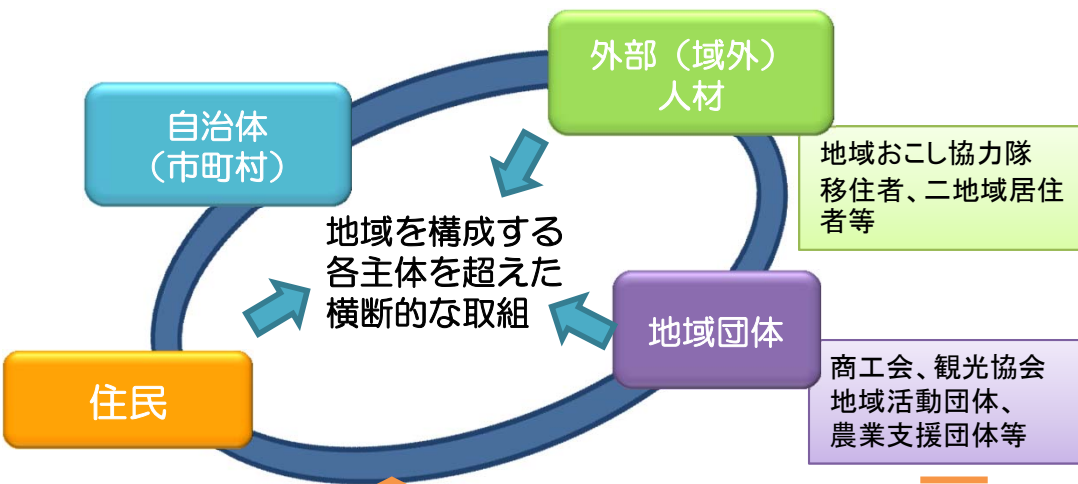 外部（域外）
人材
自治体
（市町村）
地域おこし協力隊
移住者、二地域居住
者等
地域を構成する
各主体を超えた
横断的な取組
地域団体
商工会、観光協会
地域活動団体、
農業支援団体等
住民